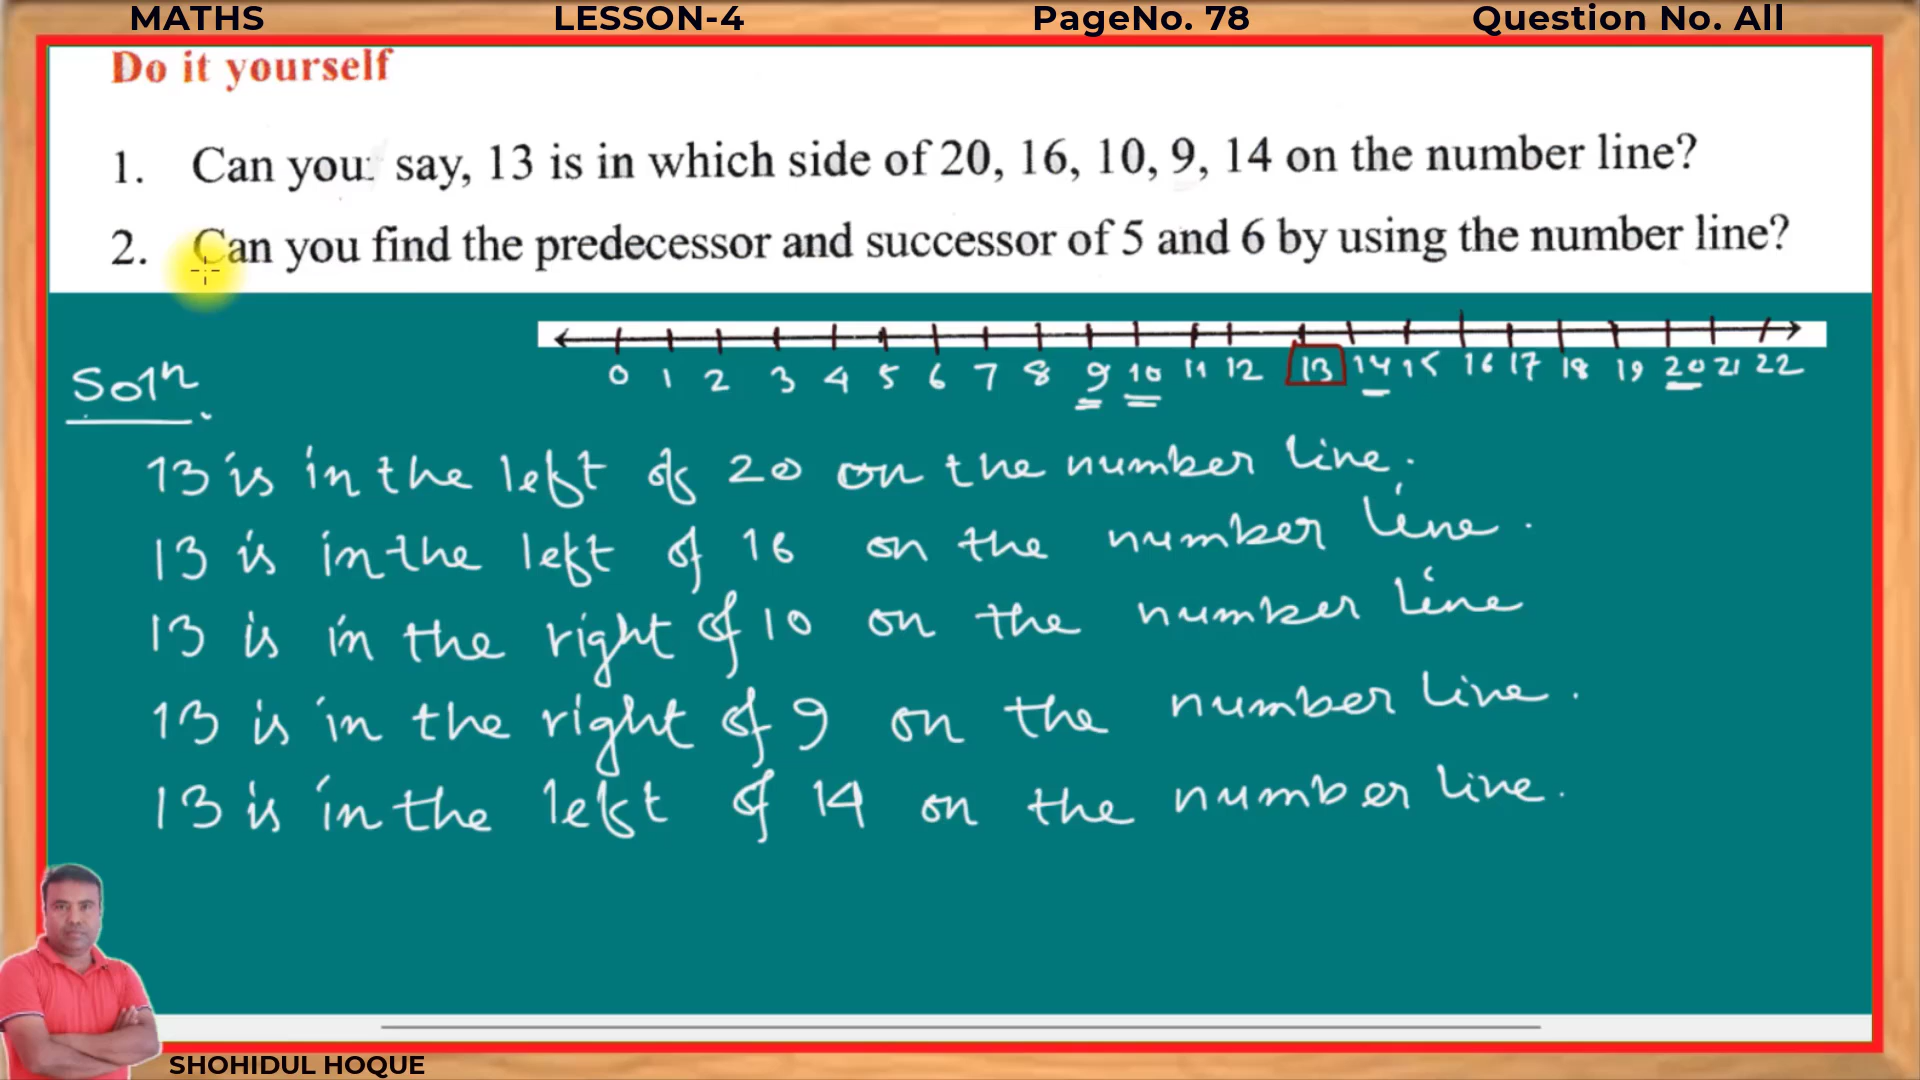 MATHS LESSON-4 PageNo. 78 Question No. All
Do it yourself
1. Can you: say, 13 is in which side of 20, 16, 10, 9, 14 on the number line?
2. Can you find the predecessor and successor of 5 and 6 by using the number line?
0 1 2 3 4 5 6 7 8 9 10 11 12 13 14 15 16 17 18 19 20 21 22
Soln
13 is in the left of 20 on the number line.
13 is in the left of 16 on the number line.
13 is in the right of 10 on the number line
13 is in the right of 9 on the number line.
13 is in the left of 14 on the number line.
SHOHIDUL HOQUE